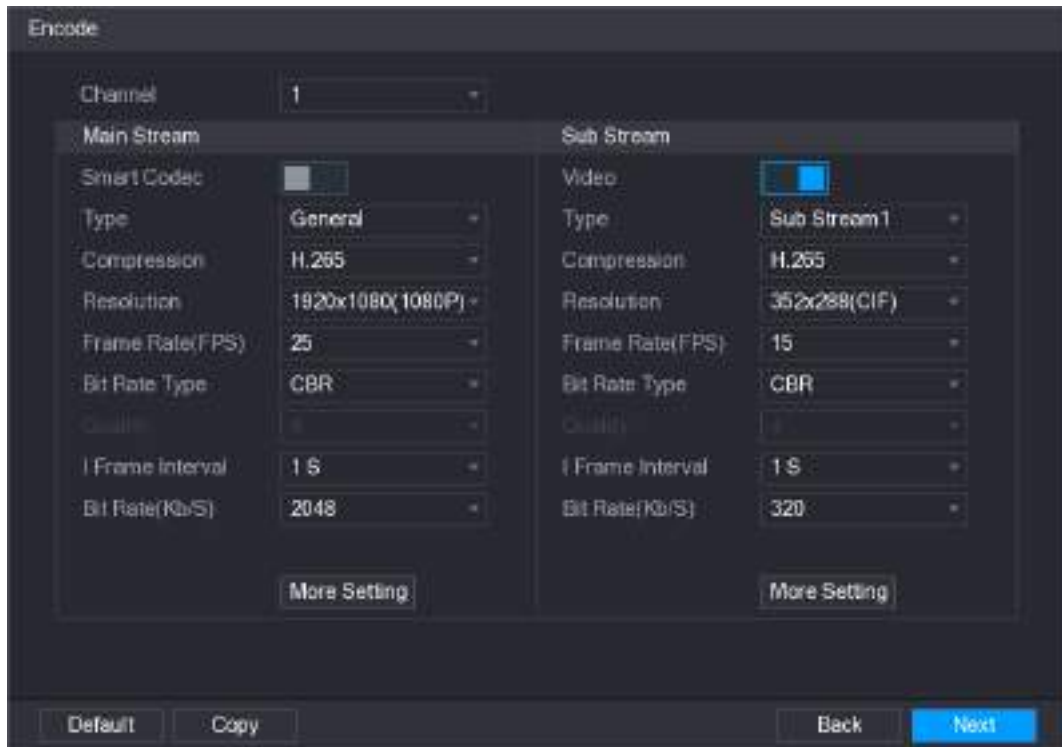 Encode
Channel 1
Main Stream Sub Stream
Smart Codec Video
Type General Type Sub Stream1
Compression H.265 Compression H.265
Resolution 1920x1080(1080P) Resolution 352x288(CIF)
Frame Rate(FPS) 25 Frame Rate(FPS) 15
Bit Rate Type CBR Bit Rate Type CBR
Quality Quality
I Frame Interval 1 S I Frame Interval 1 S
Bit Rate(Kb/S) 2048 Bit Rate(Kb/S) 320
More Setting More Setting
Default Copy Back Next